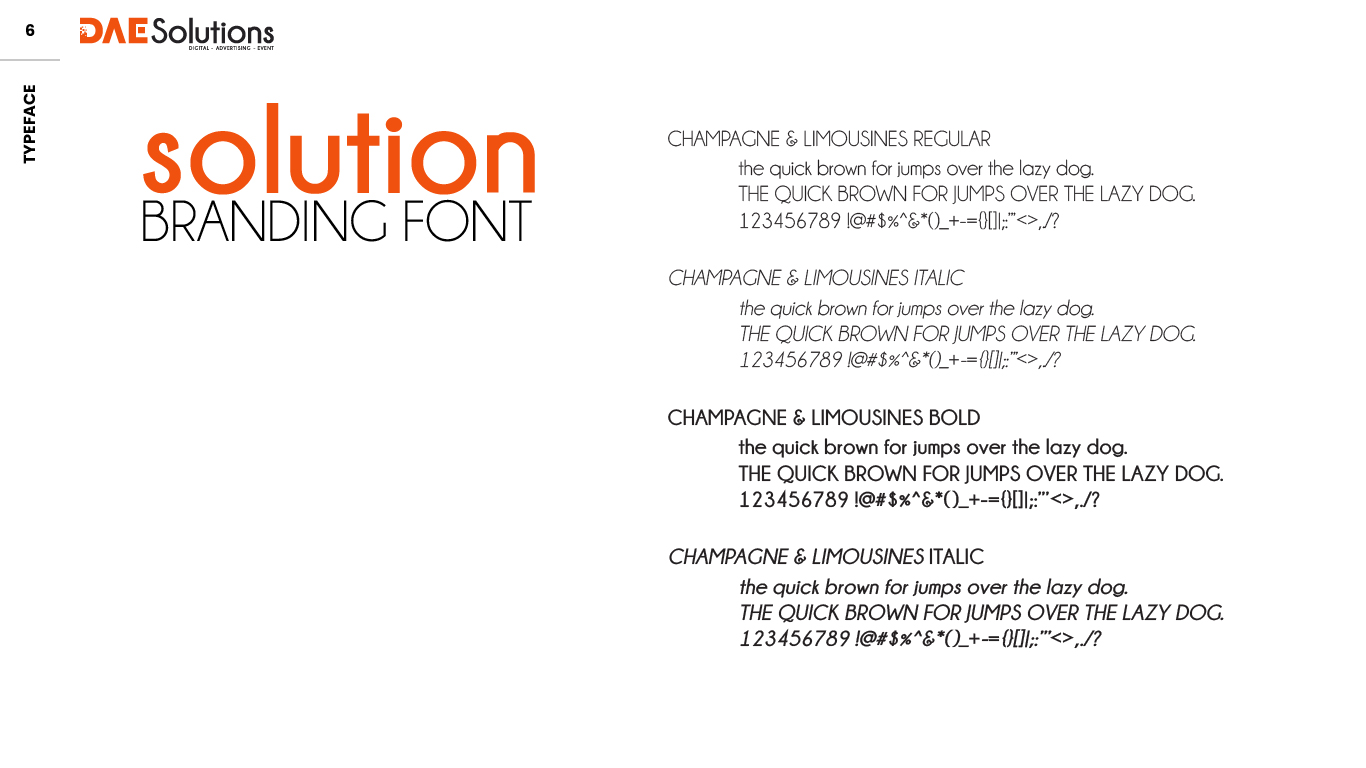 6
DAE Solutions
DIGITAL - ADVERTISING - EVENT
TYPEFACE
solution
BRANDING FONT
CHAMPAGNE & LIMOUSINES REGULAR
the quick brown for jumps over the lazy dog.
THE QUICK BROWN FOR JUMPS OVER THE LAZY DOG.
123456789 !@#$%^&*()_+-={}[]|;:”’<>,./?
CHAMPAGNE & LIMOUSINES ITALIC
the quick brown for jumps over the lazy dog.
THE QUICK BROWN FOR JUMPS OVER THE LAZY DOG.
123456789 !@#$%^&*()_+-={}[]|;:”’<>,./?
CHAMPAGNE & LIMOUSINES BOLD
the quick brown for jumps over the lazy dog.
THE QUICK BROWN FOR JUMPS OVER THE LAZY DOG.
123456789 !@#$%^&*()_+-={}[]|;:”’<>,./?
CHAMPAGNE & LIMOUSINES ITALIC
the quick brown for jumps over the lazy dog.
THE QUICK BROWN FOR JUMPS OVER THE LAZY DOG.
123456789 !@#$%^&*()_+-={}[]|;:”’<>,./?